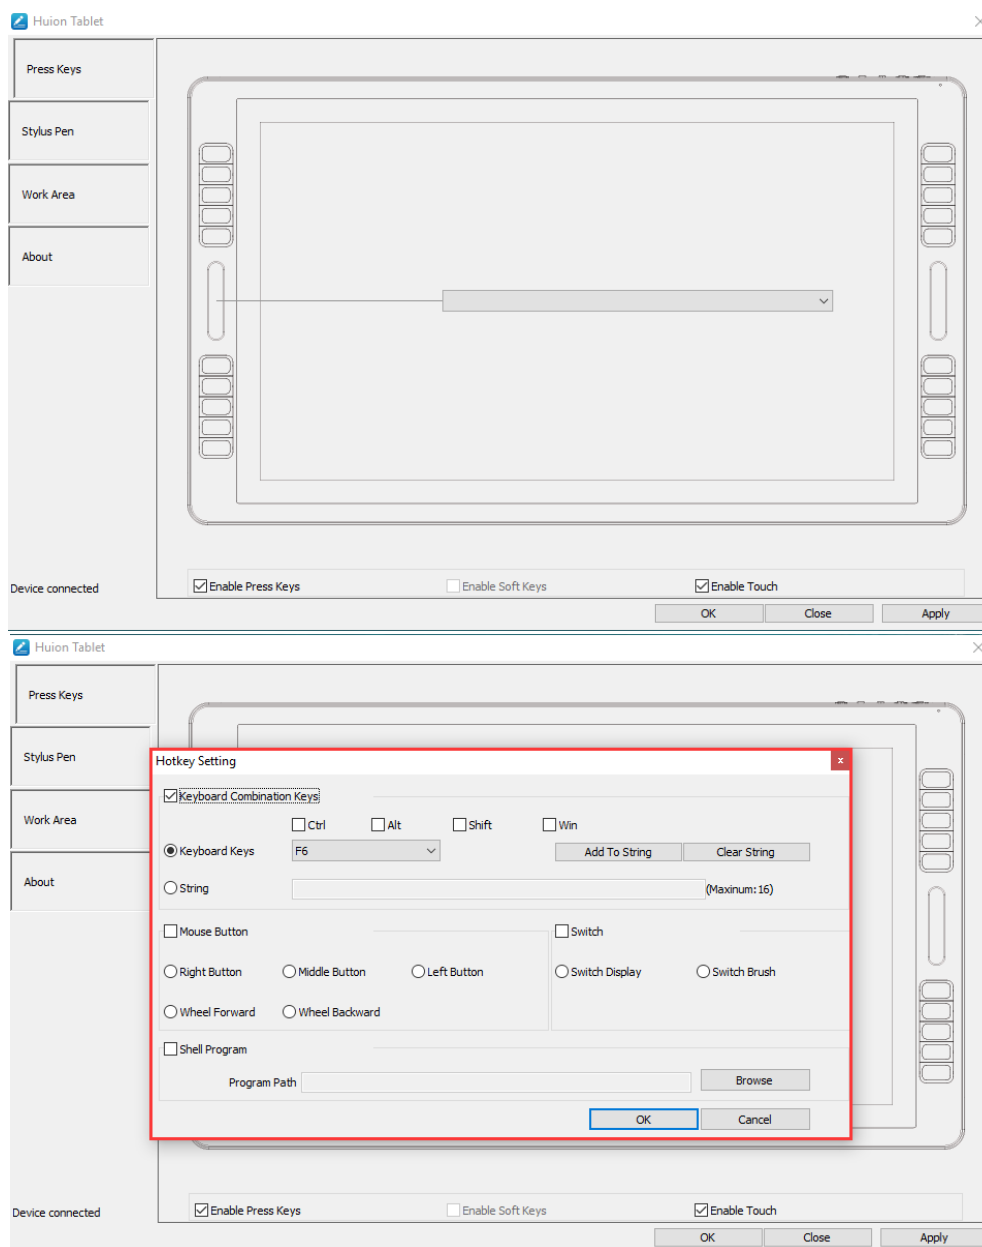 Huion Tablet
Press Keys
Stylus Pen
Work Area
About
Device connected
Enable Press Keys
Enable Soft Keys
Enable Touch
OK
Close
Apply
Huion Tablet
Press Keys
Stylus Pen
Work Area
About
Hotkey Setting
x
Keyboard Combination Keys
Ctrl
Alt
Shift
Win
Keyboard Keys
F6
Add To String
Clear String
String
(Maxinum:16)
Mouse Button
Switch
Right Button
Middle Button
Left Button
Switch Display
Switch Brush
Wheel Forward
Wheel Backward
Shell Program
Program Path
Browse
OK
Cancel
Device connected
Enable Press Keys
Enable Soft Keys
Enable Touch
OK
Close
Apply